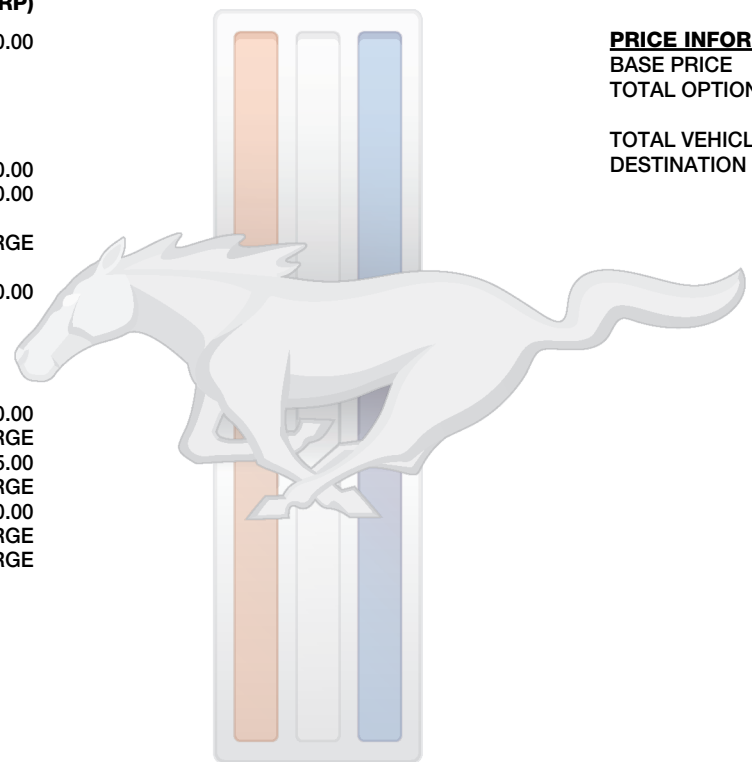 RP)
0.00
0.00
0.00
RGE
0.00
0.00
RGE
5.00
RGE
0.00
RGE
RGE
PRICE INFOR
BASE PRICE
TOTAL OPTION
TOTAL VEHICL
DESTINATION